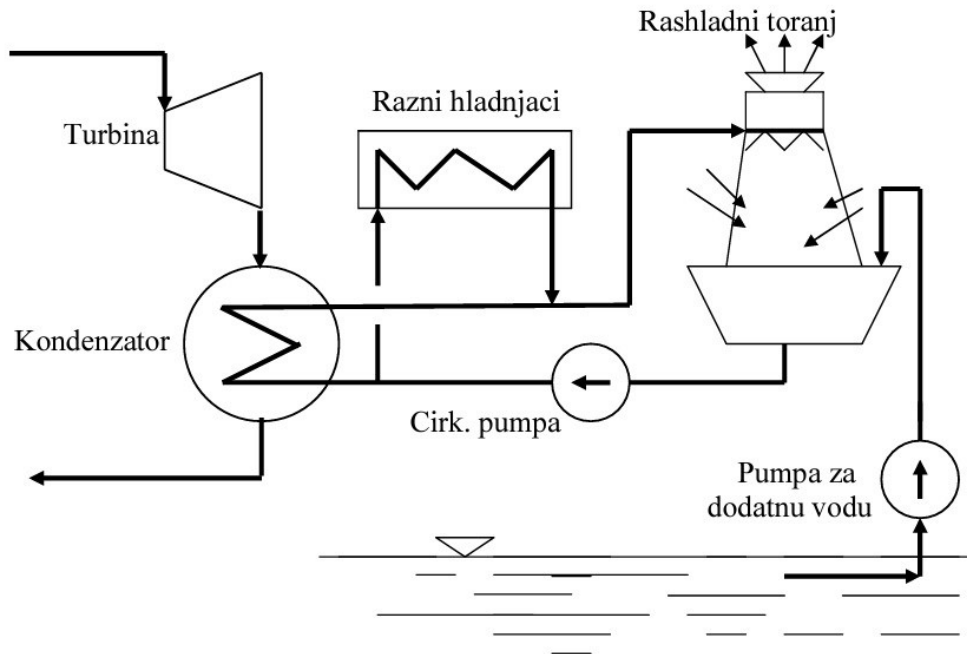 Rashladni toranj
Razni hladnjaci
Turbina
Kondenzator
Cirk. pumpa
Pumpa za
dodatnu vodu